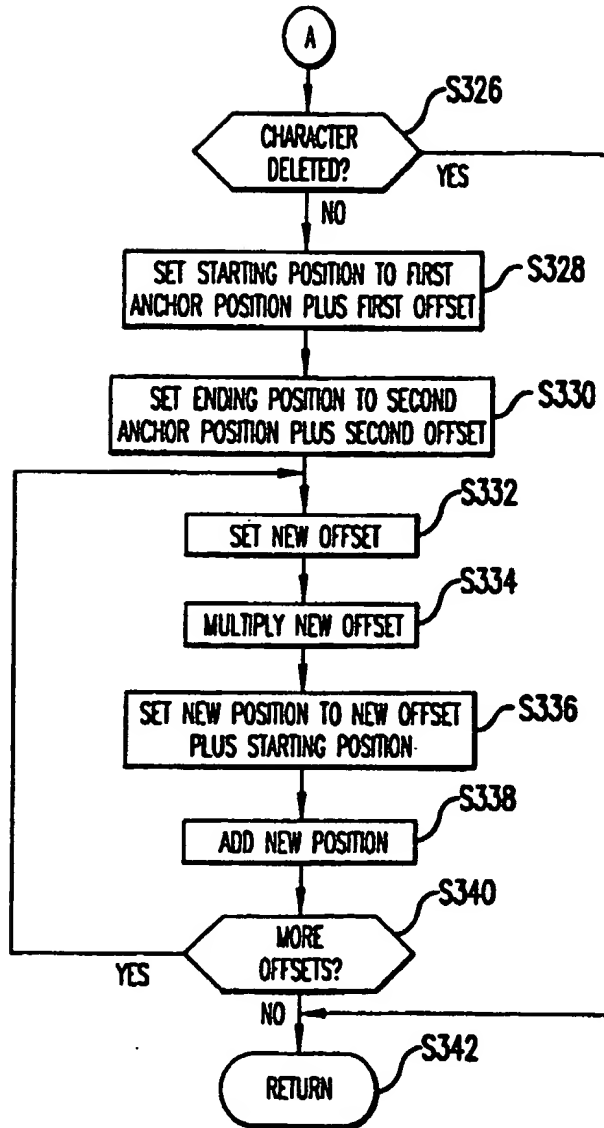 A
S326
CHARACTER
DELETED?
YES
NO
SET STARTING POSITION TO FIRST
ANCHOR POSITION PLUS FIRST OFFSET
S328
SET ENDING POSITION TO SECOND
ANCHOR POSITION PLUS SECOND OFFSET
S330
S332
SET NEW OFFSET
S334
MULTIPLY NEW OFFSET
SET NEW POSITION TO NEW OFFSET
PLUS STARTING POSITION
S336
S338
ADD NEW POSITION
S340
MORE
OFFSETS?
YES
NO
S342
RETURN